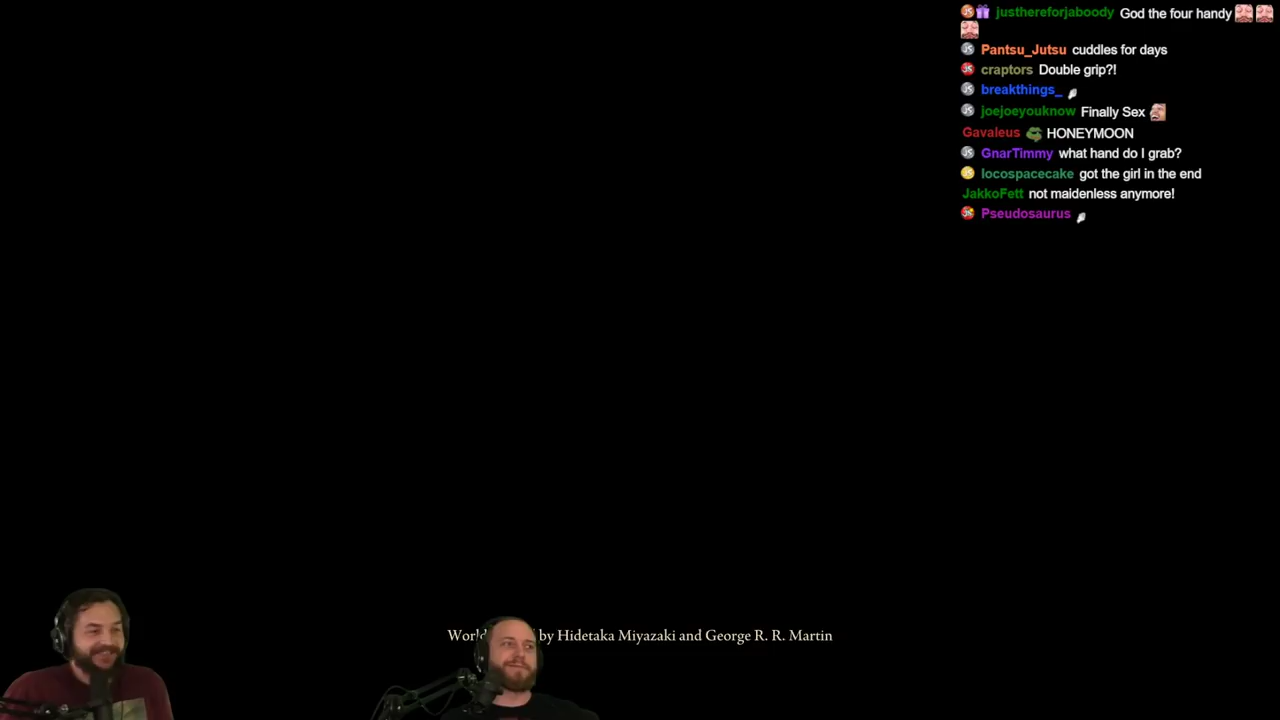 justhereforjaboody God the four handy
Pantsu_Jutsu cuddles for days
craptors Double grip?!
breakthings_
joejoeyouknow Finally Sex
Gavaleus HONEYMOON
GnarTimmy what hand do I grab?
locospacecake got the girl in the end
JakkoFett not maidenless anymore!
Pseudosaurus
by Hidetaka Miyazaki and George R. R. Martin